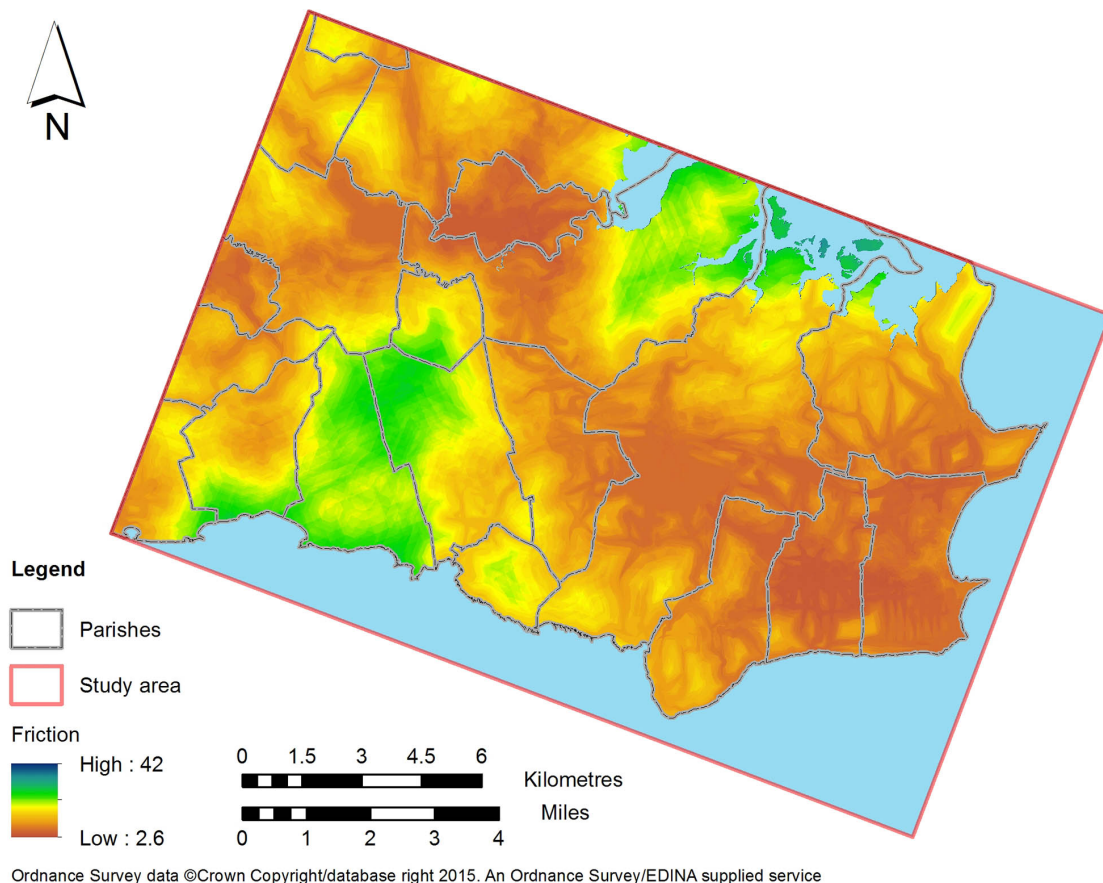 N
Legend
Parishes
Study area
Friction
High : 42
Low : 2.6
0 1.5 3 4.5 6
Kilometres
Miles
0 1 2 3 4
Ordnance Survey data ©Crown Copyright/database right 2015. An Ordnance Survey/EDINA supplied service